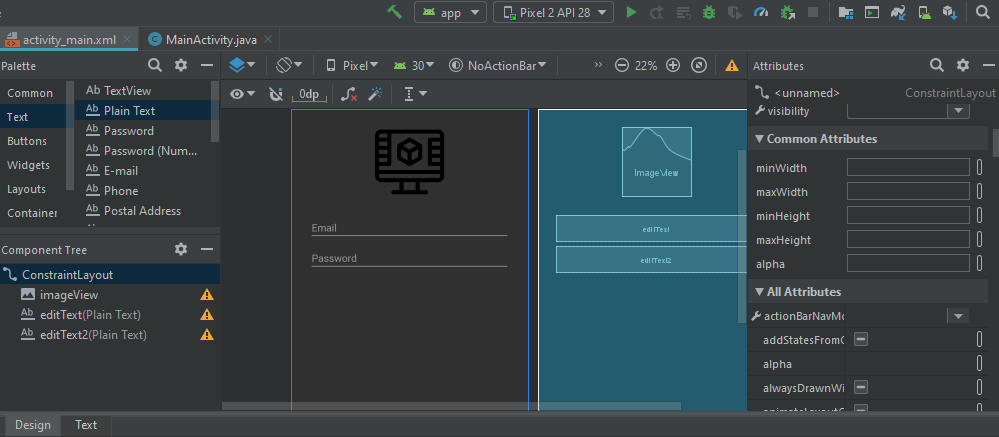 app
Pixel 2 API 28
activity_main.xml
MainActivity.java
Palette
Common
Text
Buttons
Widgets
Layouts
Container
Ab TextView
Ab Plain Text
Ab Password
Ab Password (Num...
Ab E-mail
Ab Phone
Ab Postal Address
Component Tree
ConstraintLayout
imageView
Ab editText(Plain Text)
Ab editText2(Plain Text)
Pixel
30
NoActionBar
»
22%
0dp
Email
Password
ImageView
editText
editText2
Attributes
<unnamed>
ConstraintLayout
visibility
Common Attributes
minWidth
maxWidth
minHeight
maxHeight
alpha
All Attributes
actionBarNavMo
addStatesFromC
alpha
alwaysDrawnWi
Design
Text